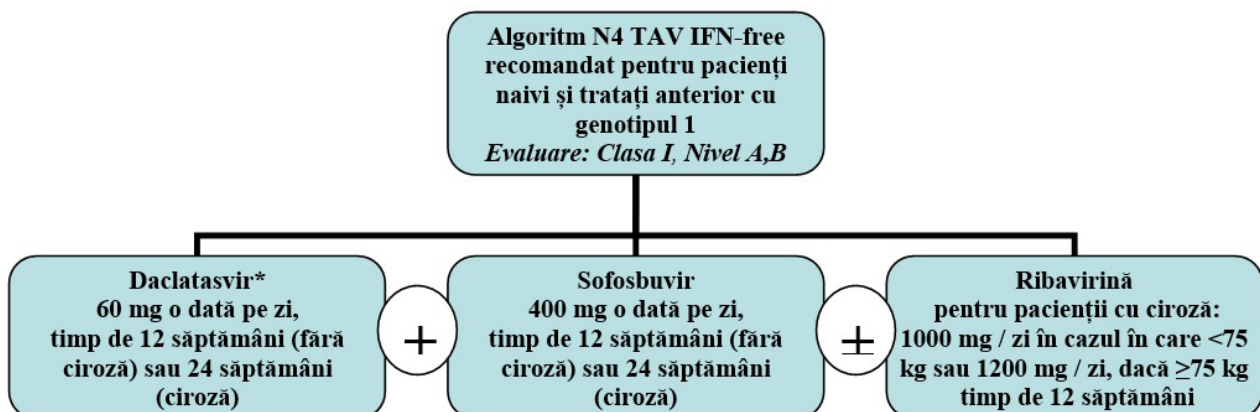 Algoritm N4 TAV IFN-free
recomandat pentru pacienți
naivi și tratați anterior cu
genotipul 1
Evaluare: Clasa I, Nivel A,B
Daclatasvir*
60 mg o dată pe zi,
timp de 12 săptămâni (fără
ciroză) sau 24 săptămâni
(ciroză)
+
Sofosbuvir
400 mg o dată pe zi,
timp de 12 săptămâni (fără
ciroză) sau 24 săptămâni
(ciroză)
±
Ribavirină
pentru pacienții cu ciroză:
1000 mg / zi în cazul în care <75
kg sau 1200 mg / zi, dacă ≥75 kg
timp de 12 săptămâni